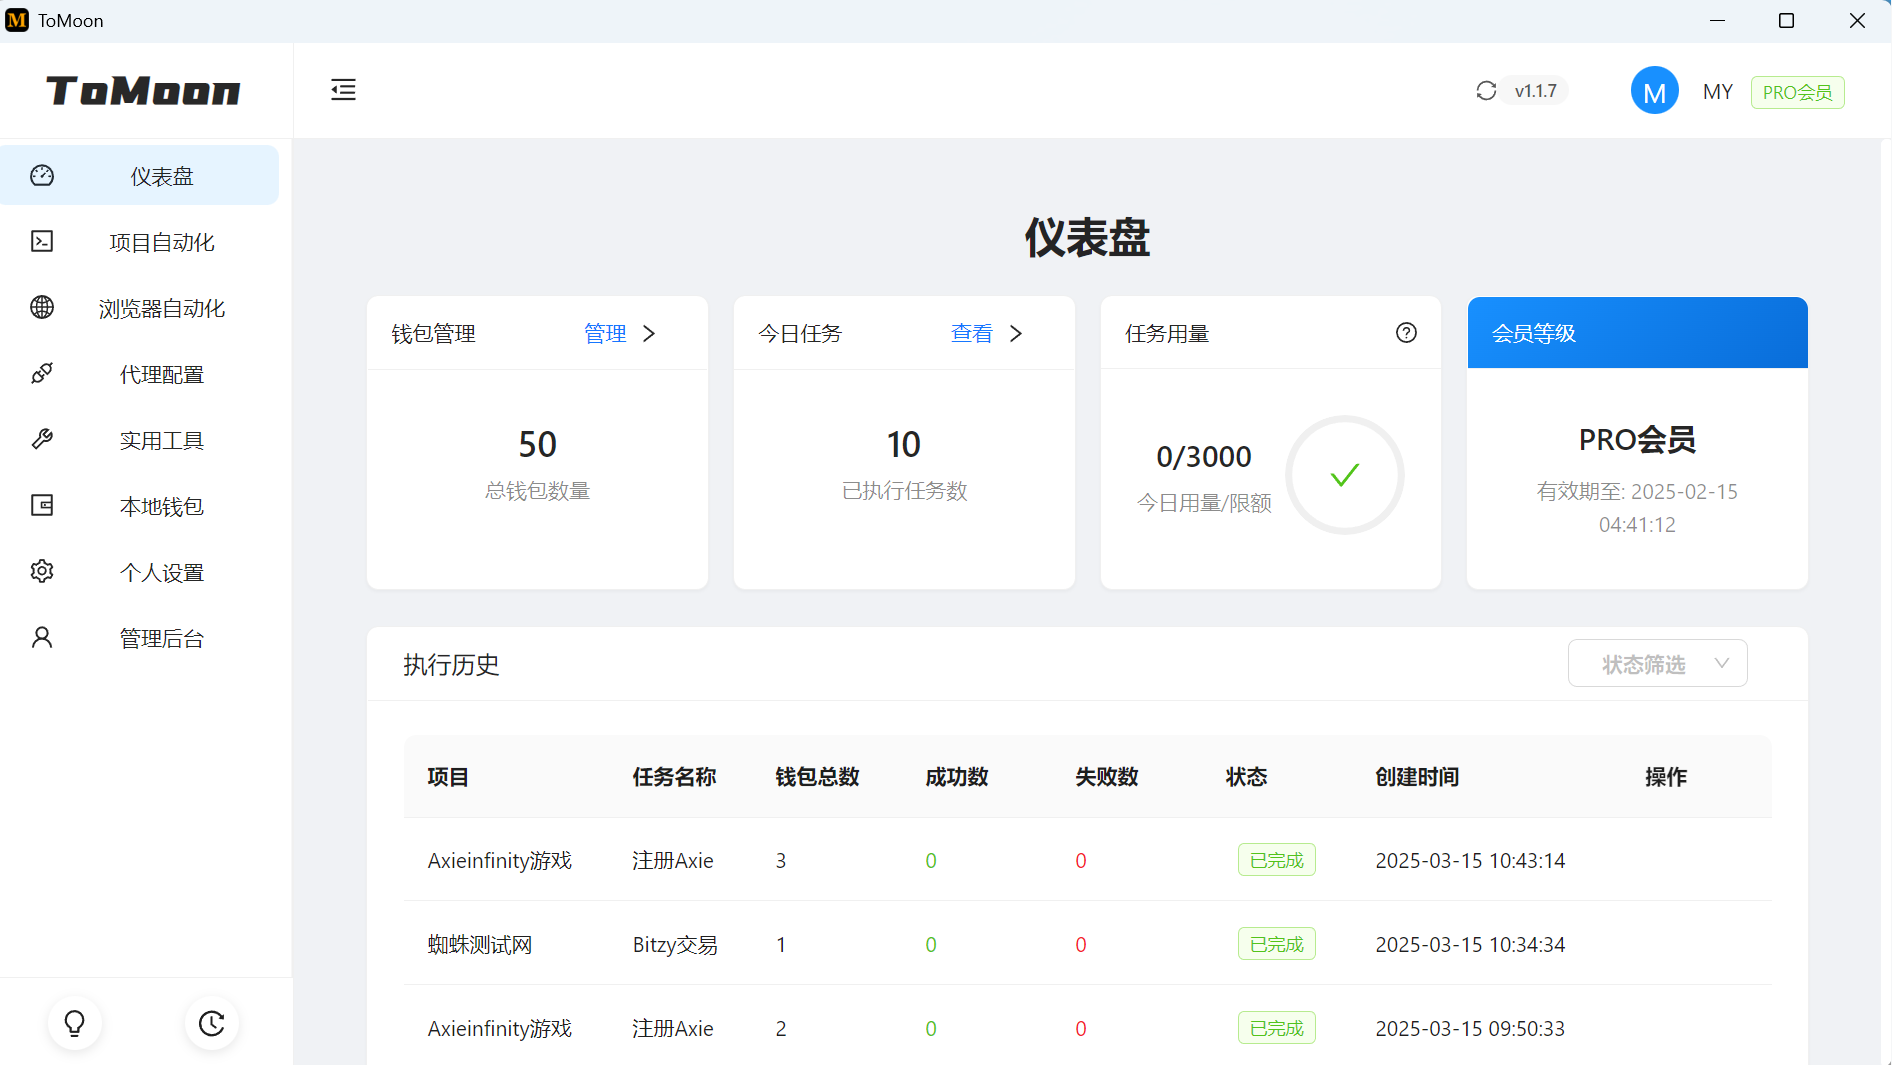 M ToMoon
ToMoon
v1.1.7
M MY PRO会员
仪表盘
项目自动化
浏览器自动化
代理配置
实用工具
本地钱包
个人设置
管理后台
仪表盘
钱包管理 管理
50
总钱包数量
今日任务 查看
10
已执行任务数
任务用量
0/3000
今日用量/限额
会员等级
PRO会员
有效期至: 2025-02-15
04:41:12
执行历史 状态筛选
项目 任务名称 钱包总数 成功数 失败数 状态 创建时间 操作
Axieinfinity游戏 注册Axie 3 0 0 已完成 2025-03-15 10:43:14
蜘蛛测试网 Bitzy交易 1 0 0 已完成 2025-03-15 10:34:34
Axieinfinity游戏 注册Axie 2 0 0 已完成 2025-03-15 09:50:33